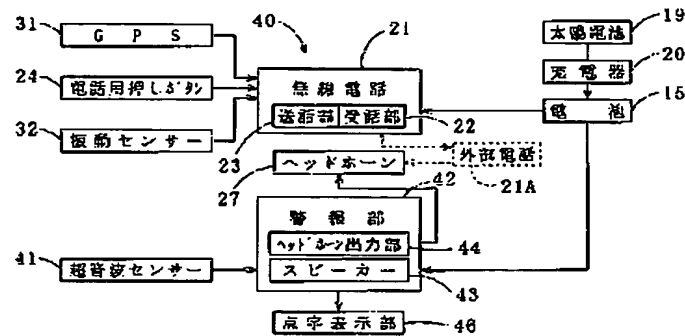 31
GPS
40
21
19
太陽電池
24
電話用押しボタン
無線電話
20
充電器
32
振動センサー
送話部
受話部
15
電池
23
22
ヘッドホーン
外部電話
27
42
21A
警報部
ヘッドホーン出力部
44
41
超音波センサー
スピーカー
43
点字表示部
46